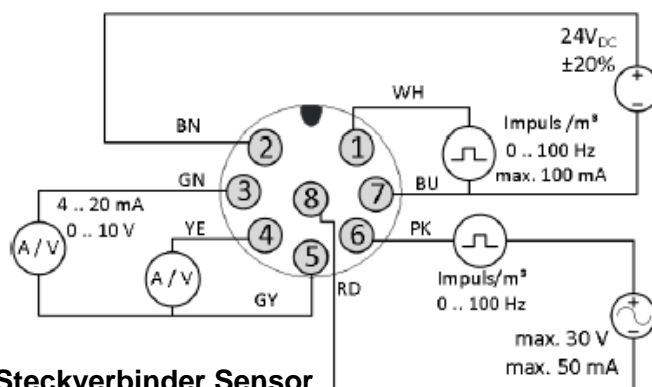 24V DC
±20%
WH
BN
Impuls /m³
0 .. 100 Hz
max. 100 mA
2
1
GN
3
8
7
BU
4 .. 20 mA
0 .. 10 V
YE
4
6
PK
A / V
A / V
5
GY
RD
Impuls/m³
0 .. 100 Hz
max. 30 V
max. 50 mA
Steckverbinder Sensor